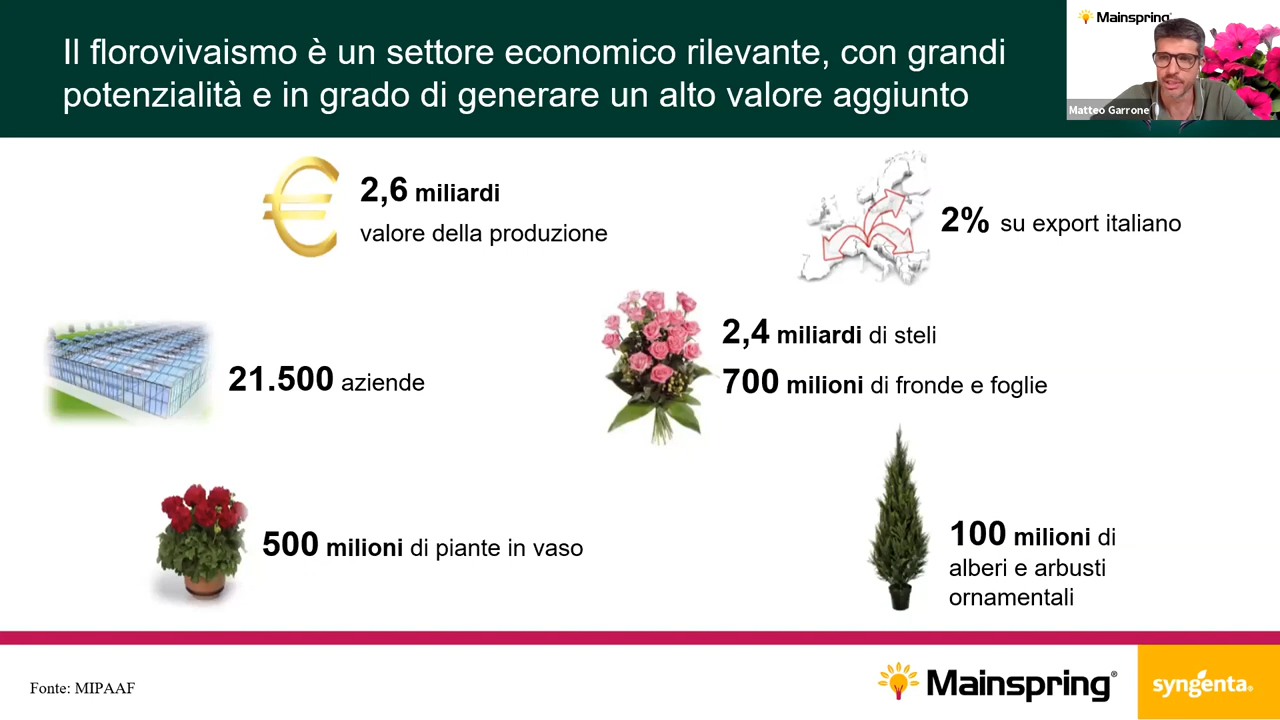 Il florovivaismo è un settore economico rilevante, con grandi
potenzialità e in grado di generare un alto valore aggiunto
Mainspring
Matteo Garrone
2,6 miliardi
valore della produzione
2% su export italiano
21.500 aziende
2,4 miliardi di steli
700 milioni di fronde e foglie
500 milioni di piante in vaso
100 milioni di
alberi e arbusti
ornamentali
Fonte: MIPAAF
Mainspring®
syngenta®